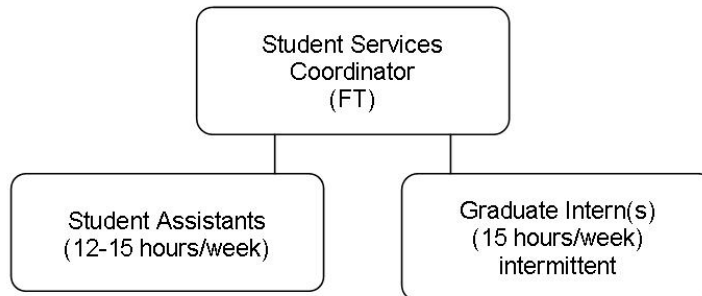 Student Services
Coordinator
(FT)
Student Assistants
(12-15 hours/week)
Graduate Intern(s)
(15 hours/week)
intermittent